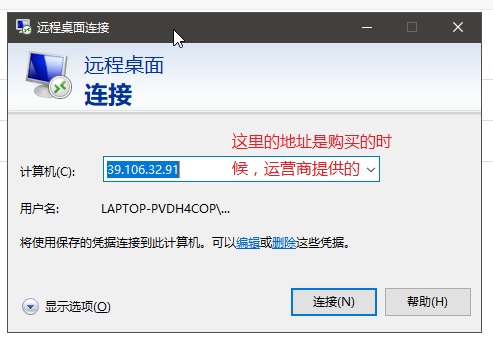 远程桌面连接
远程桌面
连接
这里的地址是购买的时
计算机(C):
39.106.32.91
候，运营商提供的
用户名:
LAPTOP-PVDH4COP\...
将使用保存的凭据连接到此计算机。可以编辑或删除这些凭据。
显示选项(O)
连接(N)
帮助(H)